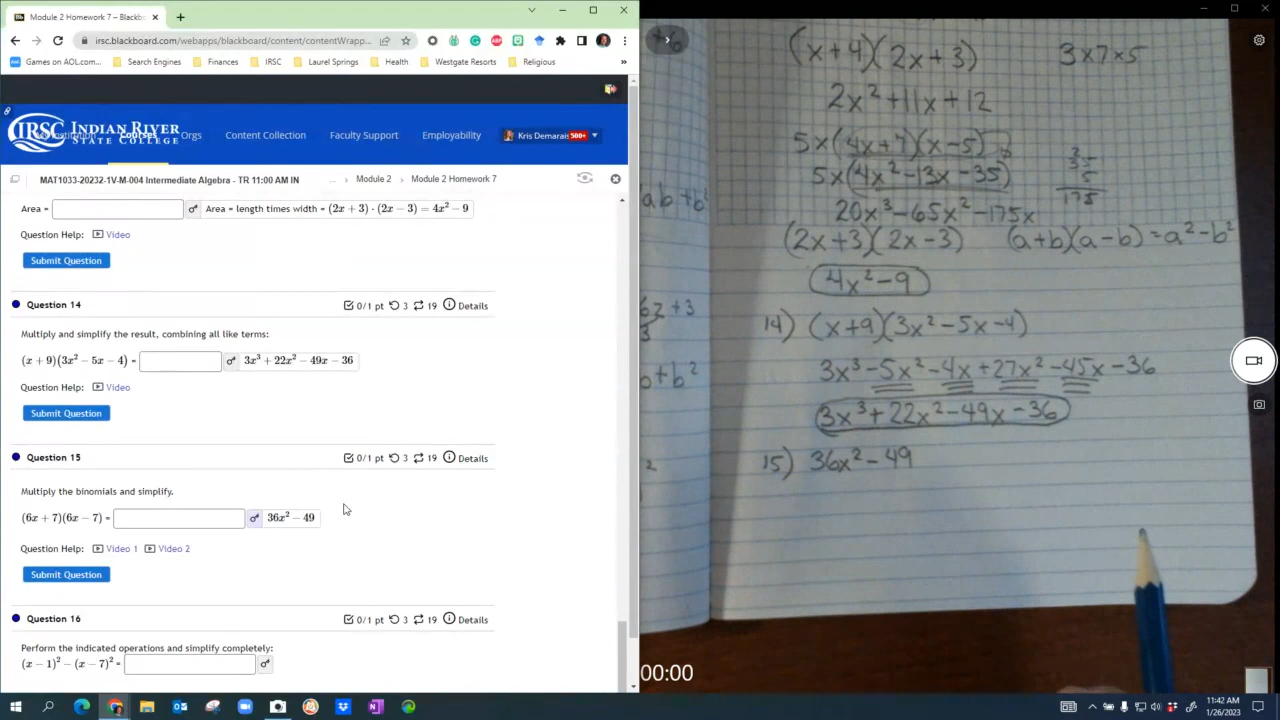 Module 2 Homework 7 – Blackb
irsc.blackboard.com/webapps/blackboard/content/contentWrapp...
Games on AOL.com...
Search Engines
Finances
IRSC
Laurel Springs
Health
Westgate Resorts
Religious
IRSC INDIAN RIVER STATE COLLEGE
Courses
Orgs
Content Collection
Faculty Support
Employability
Kris Demarais 500+
MAT1033-20232-1V-M-004 Intermediate Algebra - TR 11:00 AM IN
...
Module 2
Module 2 Homework 7
Area =
Area = length times width = (2x + 3) · (2x − 3) = 4x² − 9
Question Help: Video
Submit Question
Question 14
0/1 pt 3 19 Details
Multiply and simplify the result, combining all like terms:
(x + 9)(3x² − 5x − 4) = 3x³ + 22x² − 49x − 36
Question Help: Video
Submit Question
Question 15
0/1 pt 3 19 Details
Multiply the binomials and simplify.
(6x + 7)(6x − 7) = 36x² − 49
Question Help: Video 1 Video 2
Submit Question
Question 16
0/1 pt 3 19 Details
Perform the indicated operations and simplify completely:
(x − 1)² − (x − 7)² =
(x+4)(2x+3) 3x7x5
2x²+11x+12
5x(4x+7)(x-5)
5x(4x²-13x-35)
175
20x³-65x²-175x
(2x+3)(2x-3) (a+b)(a-b)=a²-b²
4x²-9
14) (x+9)(3x²-5x-4)
3x³-5x²-4x+27x²-45x-36
3x³+22x²-49x-36
15) 36x²-49
00:00
11:42 AM
1/26/2023